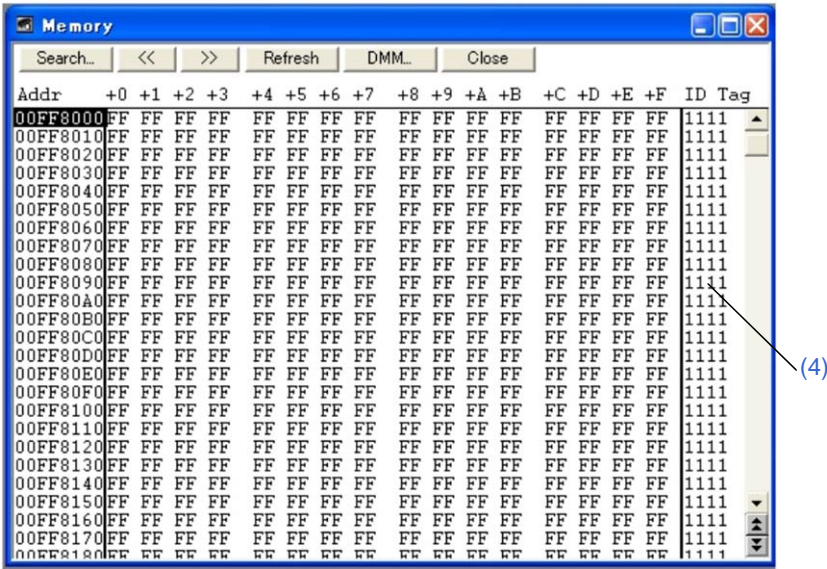 Memory
Search... << >> Refresh DMM... Close
Addr +0 +1 +2 +3 +4 +5 +6 +7 +8 +9 +A +B +C +D +E +F ID Tag
00FF8000 FF FF FF FF FF FF FF FF FF FF FF FF FF FF FF FF 1111
00FF8010 FF FF FF FF FF FF FF FF FF FF FF FF FF FF FF FF 1111
00FF8020 FF FF FF FF FF FF FF FF FF FF FF FF FF FF FF FF 1111
00FF8030 FF FF FF FF FF FF FF FF FF FF FF FF FF FF FF FF 1111
00FF8040 FF FF FF FF FF FF FF FF FF FF FF FF FF FF FF FF 1111
00FF8050 FF FF FF FF FF FF FF FF FF FF FF FF FF FF FF FF 1111
00FF8060 FF FF FF FF FF FF FF FF FF FF FF FF FF FF FF FF 1111
00FF8070 FF FF FF FF FF FF FF FF FF FF FF FF FF FF FF FF 1111
00FF8080 FF FF FF FF FF FF FF FF FF FF FF FF FF FF FF FF 1111
00FF8090 FF FF FF FF FF FF FF FF FF FF FF FF FF FF FF FF 1111
00FF80A0 FF FF FF FF FF FF FF FF FF FF FF FF FF FF FF FF 1111
00FF80B0 FF FF FF FF FF FF FF FF FF FF FF FF FF FF FF FF 1111
00FF80C0 FF FF FF FF FF FF FF FF FF FF FF FF FF FF FF FF 1111
00FF80D0 FF FF FF FF FF FF FF FF FF FF FF FF FF FF FF FF 1111
(4)
00FF80E0 FF FF FF FF FF FF FF FF FF FF FF FF FF FF FF FF 1111
00FF80F0 FF FF FF FF FF FF FF FF FF FF FF FF FF FF FF FF 1111
00FF8100 FF FF FF FF FF FF FF FF FF FF FF FF FF FF FF FF 1111
00FF8110 FF FF FF FF FF FF FF FF FF FF FF FF FF FF FF FF 1111
00FF8120 FF FF FF FF FF FF FF FF FF FF FF FF FF FF FF FF 1111
00FF8130 FF FF FF FF FF FF FF FF FF FF FF FF FF FF FF FF 1111
00FF8140 FF FF FF FF FF FF FF FF FF FF FF FF FF FF FF FF 1111
00FF8150 FF FF FF FF FF FF FF FF FF FF FF FF FF FF FF FF 1111
00FF8160 FF FF FF FF FF FF FF FF FF FF FF FF FF FF FF FF 1111
00FF8170 FF FF FF FF FF FF FF FF FF FF FF FF FF FF FF FF 1111
00FF8180 FF FF FF FF FF FF FF FF FF FF FF FF FF FF FF FF 1111